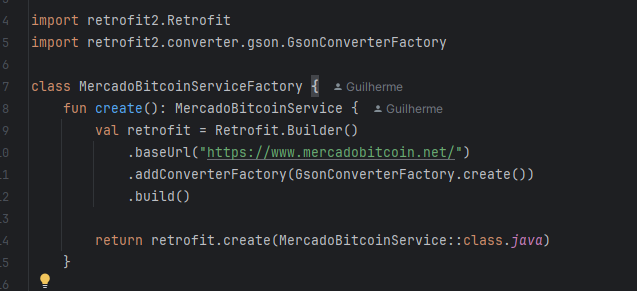 4 import retrofit2.Retrofit
5 import retrofit2.converter.gson.GsonConverterFactory
6
7 class MercadoBitcoinServiceFactory { Guilherme
8 fun create(): MercadoBitcoinService { Guilherme
9 val retrofit = Retrofit.Builder()
10 .baseUrl("https://www.mercadobitcoin.net/")
11 .addConverterFactory(GsonConverterFactory.create())
12 .build()
13
14 return retrofit.create(MercadoBitcoinService::class.java)
15 }
16